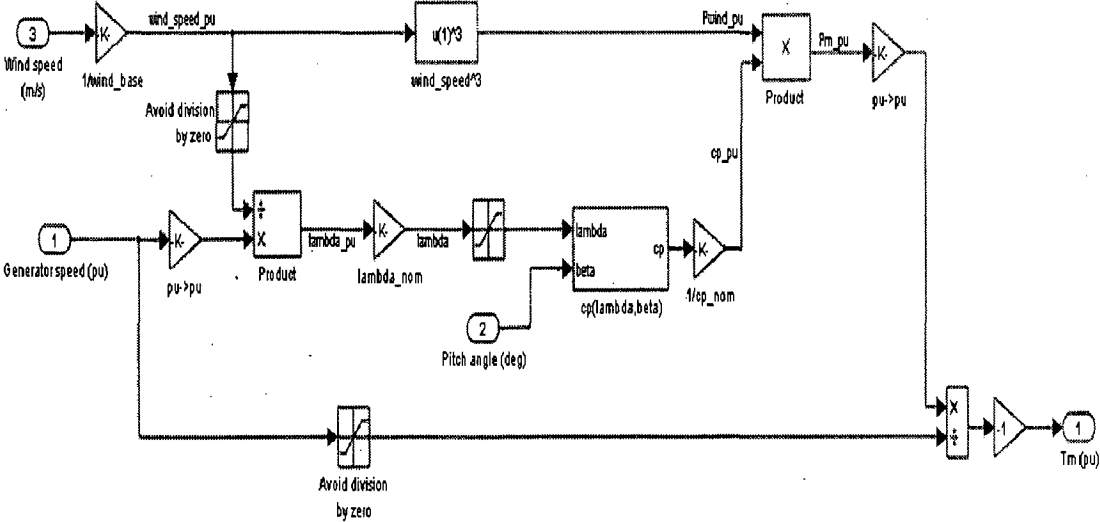 3
Wind speed
(m/s)
-K-
1/wind_base
wind_speed_pu
u(1)^3
wind_speed^3
Pwind_pu
X
Product
Pm_pu
-K-
pu->pu
Avoid division
by zero
cp_pu
1
Generator speed (pu)
-K-
pu->pu
÷
X
Product
lambda_pu
-K-
lambda_nom
lambda
lambda
beta
cp
cp(lambda,beta)
-K-
1/cp_nom
2
Pitch angle (deg)
Avoid division
by zero
X
÷
-1
1
Tm (pu)